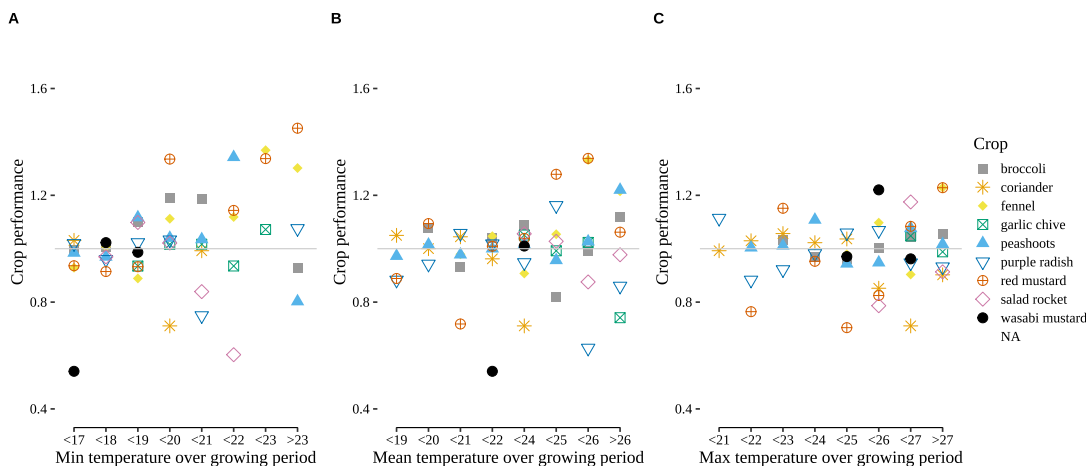 A
B
C
Crop performance
1.6
1.2
0.8
0.4
<17 <18 <19 <20 <21 <22 <23 >23
Min temperature over growing period
Crop performance
1.6
1.2
0.8
0.4
<19 <20 <21 <22 <24 <25 <26 >26
Mean temperature over growing period
Crop performance
1.6
1.2
0.8
0.4
<21 <22 <23 <24 <25 <26 <27 >27
Max temperature over growing period
Crop
broccoli
coriander
fennel
garlic chive
peashoots
purple radish
red mustard
salad rocket
wasabi mustard
NA